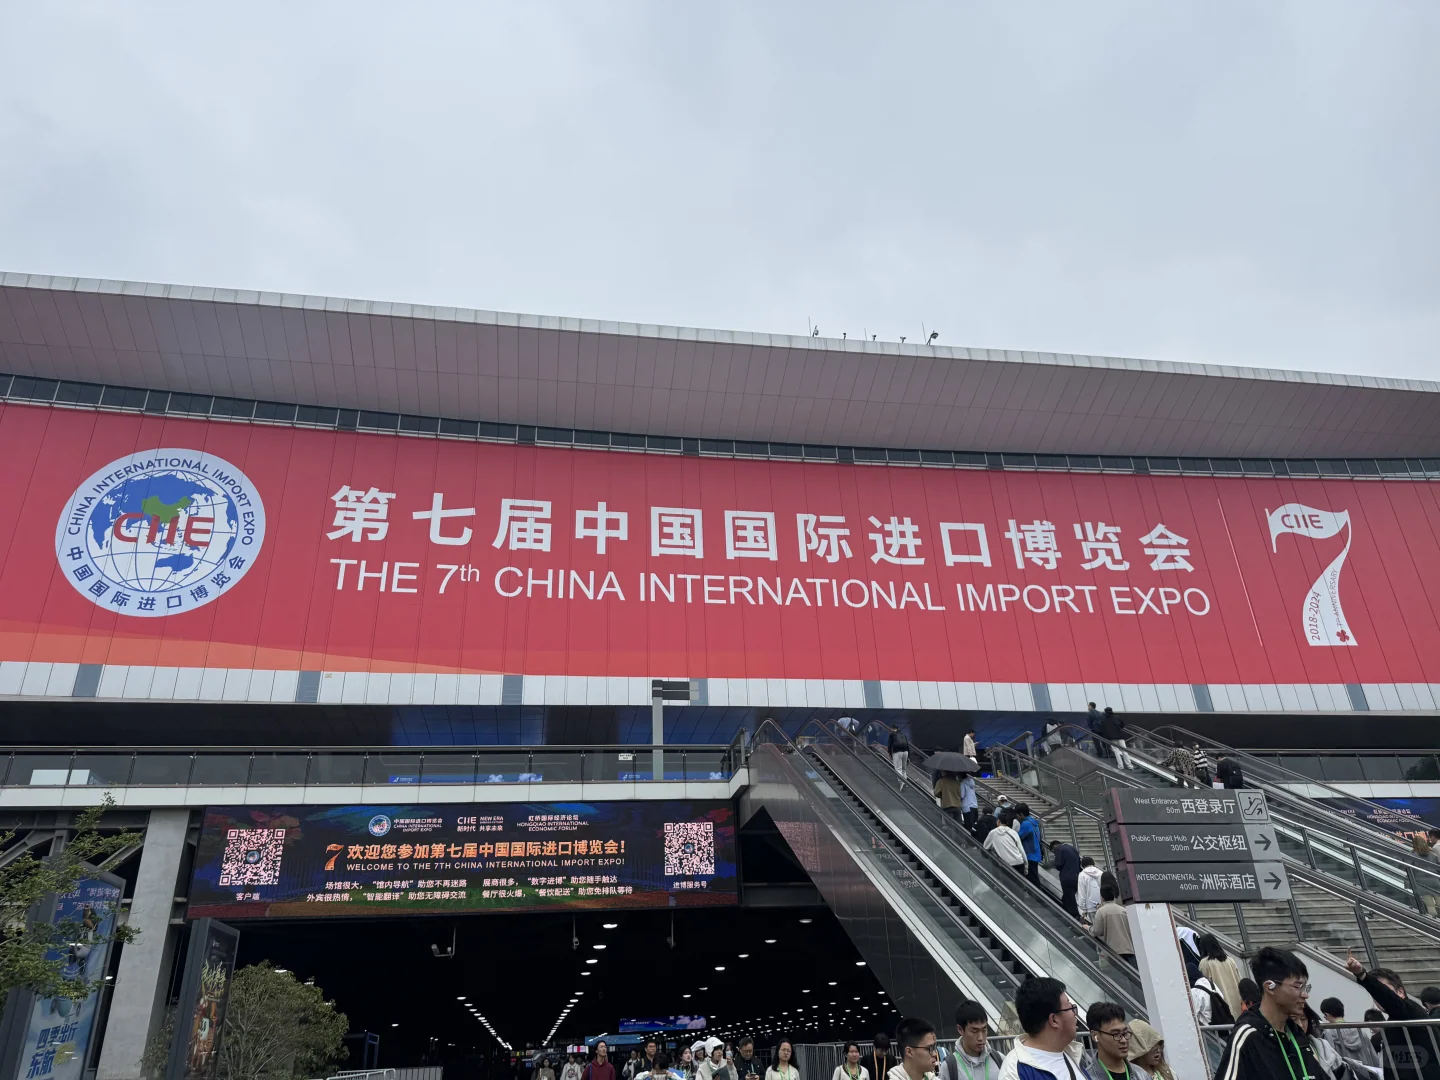 CHINA INTERNATIONAL IMPORT EXPO
CIIE
中国国际进口博览会
第七届中国国际进口博览会
THE 7th CHINA INTERNATIONAL IMPORT EXPO
CIIE
7
2018-2024
7th ANNIVERSARY
中国国际进口博览会
CHINA INTERNATIONAL IMPORT EXPO
CIIE NEW ERA
新时代 共享未来
虹桥国际经济论坛
HONGQIAO INTERNATIONAL
ECONOMIC FORUM
7 欢迎您参加第七届中国国际进口博览会！
WELCOME TO THE 7TH CHINA INTERNATIONAL IMPORT EXPO!
场馆很大，“馆内导航”助您不再迷路 展商很多，“数字进博”助您随手触达
外宾很热情，“智能翻译”助您无障碍交流 餐厅很火爆，“餐饮配送”助您免排队等待
客户端
进博服务号
West Entrance 西登录厅
50m
Public Transit Hub 公交枢纽
300m
INTERCONTINENTAL 洲际酒店
400m
四季出行
东航